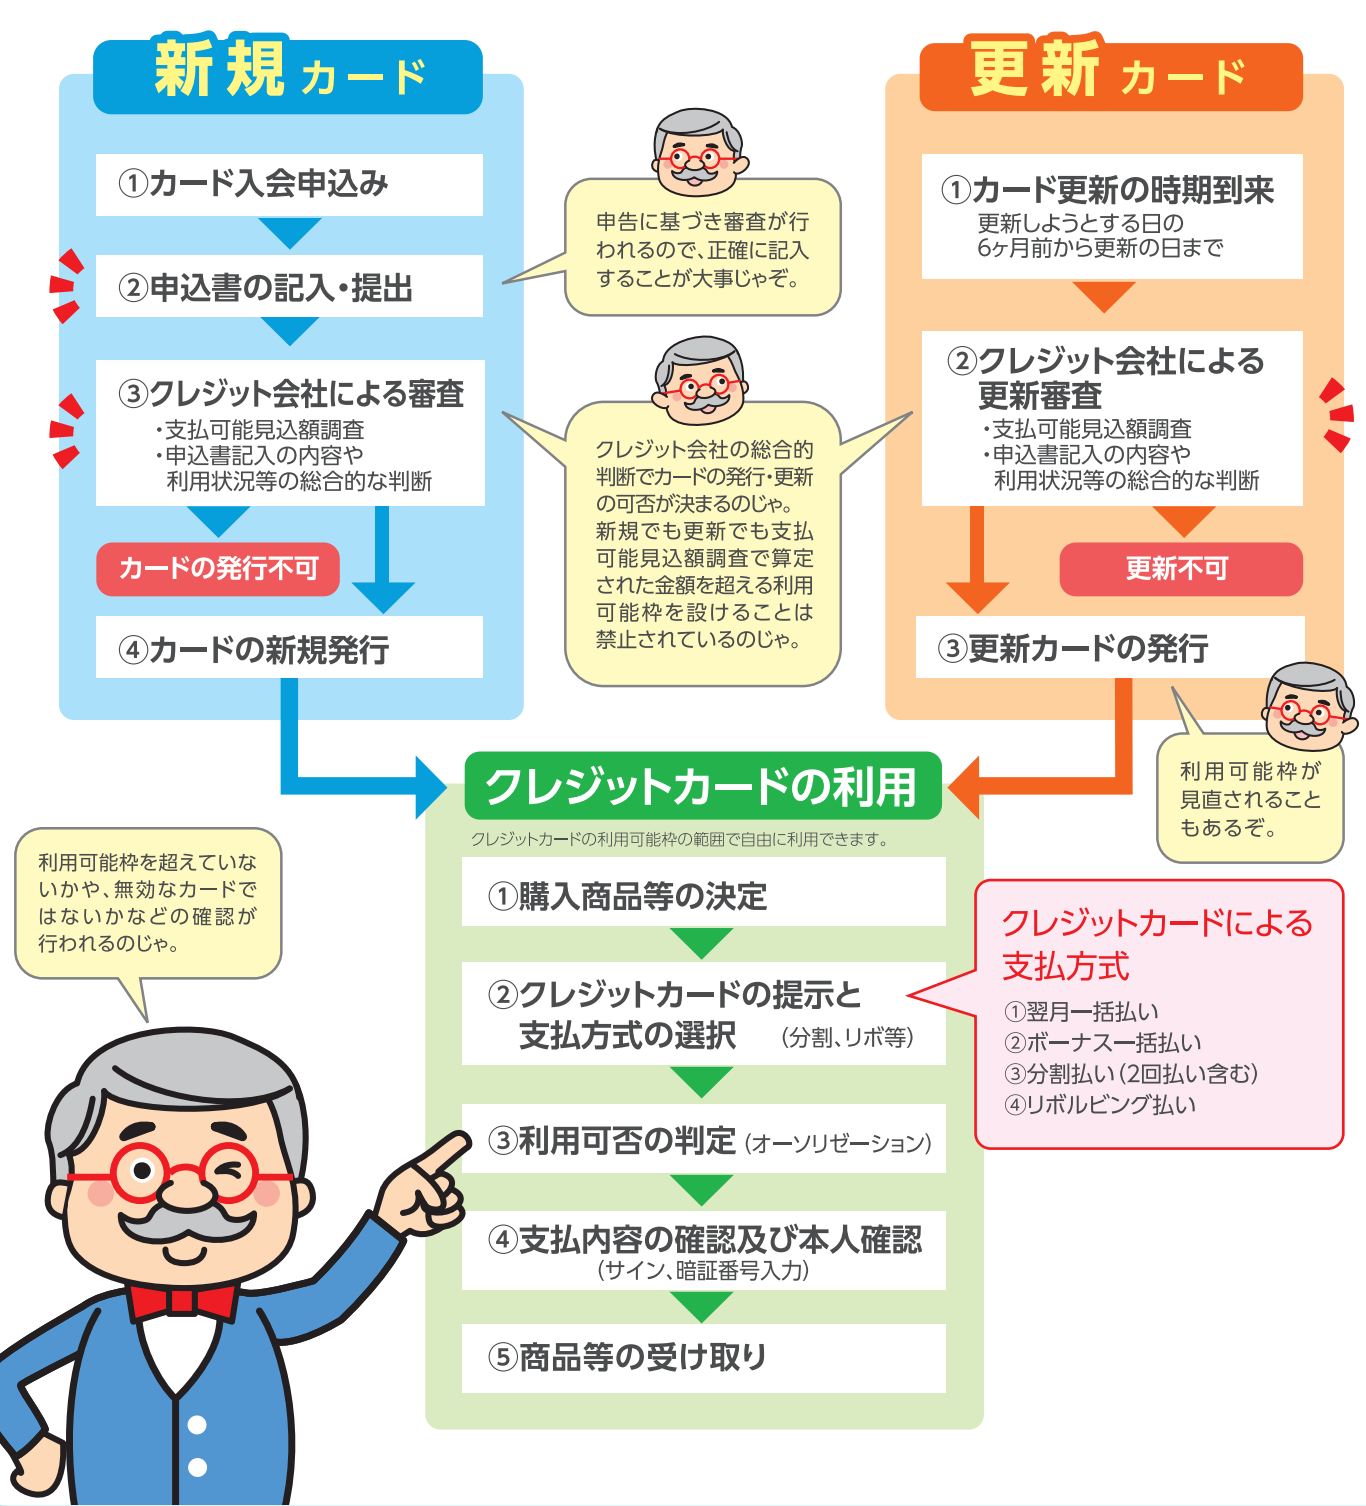 新規カード
①カード入会申込み
②申込書の記入・提出
③クレジット会社による審査
・支払可能見込額調査
・申込書記入の内容や
利用状況等の総合的な判断
カードの発行不可
④カードの新規発行
申告に基づき審査が行
われるので、正確に記入
することが大事じゃぞ。
クレジット会社の総合的
判断でカードの発行・更新
の可否が決まるのじゃ。
新規でも更新でも支払
可能見込額調査で算定
された金額を超える利用
可能枠を設けることは
禁止されているのじゃ。
更新カード
①カード更新の時期到来
更新しようとする日の
6ヶ月前から更新の日まで
②クレジット会社による
更新審査
・支払可能見込額調査
・申込書記入の内容や
利用状況等の総合的な判断
更新不可
③更新カードの発行
利用可能枠が
見直されること
もあるぞ。
クレジットカードの利用
クレジットカードの利用可能枠の範囲で自由に利用できます。
①購入商品等の決定
②クレジットカードの提示と
支払方式の選択 （分割、リボ等）
③利用可否の判定（オーソリゼーション）
④支払内容の確認及び本人確認
（サイン、暗証番号入力）
⑤商品等の受け取り
利用可能枠を超えていな
いかや、無効なカードで
はないかなどの確認が
行われるのじゃ。
クレジットカードによる
支払方式
①翌月一括払い
②ボーナス一括払い
③分割払い（2回払い含む）
④リボルビング払い